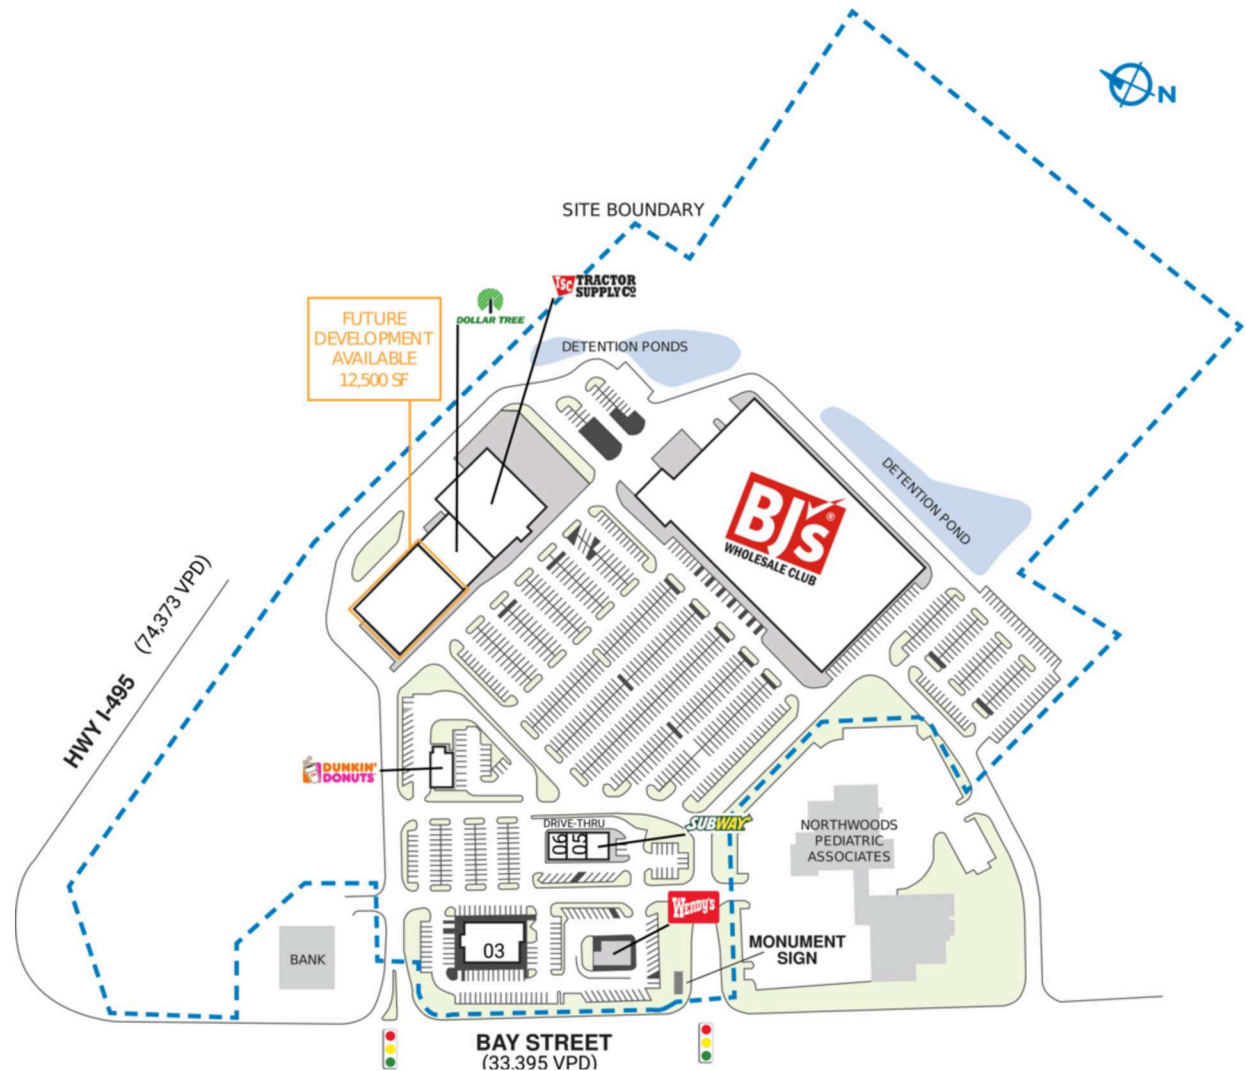 N
SITE BOUNDARY
TSC TRACTOR
SUPPLY CO
DOLLAR TREE
FUTURE
DEVELOPMENT
AVAILABLE
12,500 SF
DETENTION PONDS
DETENTION POND
BJ's ®
WHOLESALE CLUB
HWY I-495 (74,373 VPD)
DUNKIN'
DONUTS
DRIVE-THRU
SUBWAY
06
05
NORTHWOODS
PEDIATRIC
ASSOCIATES
WENDY'S
03
MONUMENT
SIGN
BANK
BAY STREET
(33,395 VPD)